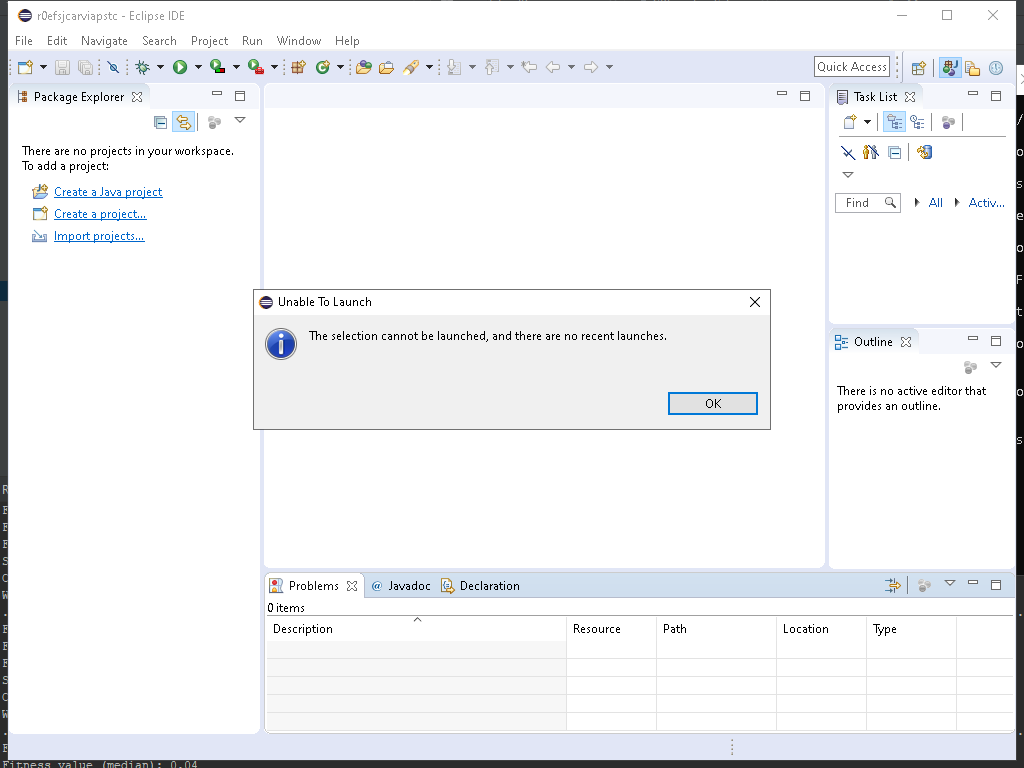 r0efsjcarviapstc - Eclipse IDE
File Edit Navigate Search Project Run Window Help
Quick Access
Package Explorer
There are no projects in your workspace.
To add a project:
Create a Java project
Create a project...
Import projects...
Task List
Find All Activ...
Unable To Launch
The selection cannot be launched, and there are no recent launches.
OK
Outline
There is no active editor that
provides an outline.
Problems @ Javadoc Declaration
0 items
Description Resource Path Location Type
Fitness value (median): 0.04